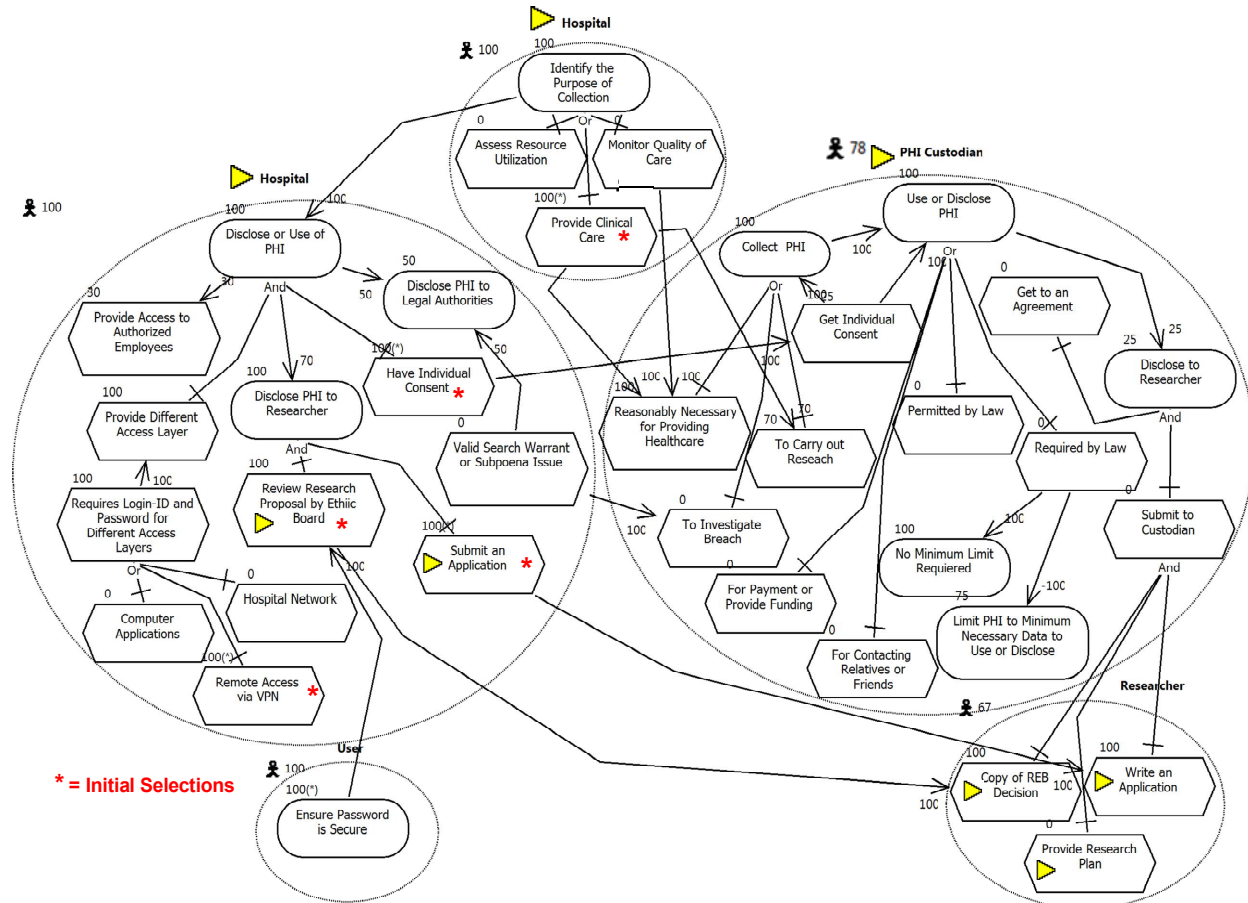 Hospital
100
100
Identify the
Purpose of
Collection
Or
0
Assess Resource
Utilization
0
Monitor Quality of
Care
100(*)
Provide Clinical
Care *
Hospital
100
100
100
Disclose or Use of
PHI
And
30
30
Provide Access to
Authorized
Employees
50
50
Disclose PHI to
Legal Authorities
50
100
Provide Different
Access Layer
100
70
Disclose PHI to
Researcher
And
100(*)
Have Individual
Consent *
0
Valid Search Warrant
or Subpoena Issue
100
100
Requires Login-ID and
Password for
Different Access
Layers
Or
100
Review Research
Proposal by Ethiic
Board *
100
100(*)
Submit an
Application *
0
Computer
Applications
0
Hospital Network
100(*)
Remote Access
via VPN *
User
100
100(*)
Ensure Password
is Secure
* = Initial Selections
78
PHI Custodian
100
Use or Disclose
PHI
Or
100
100
100
Collect PHI
Or
Get Individual
Consent
100
0
Get to an
Agreement
25
25
Disclose to
Researcher
And
100
100
100
Reasonably Necessary
for Providing
Healthcare
70
70
To Carry out
Reseach
0
Permitted by Law
0
Required by Law
0
100
To Investigate
Breach
0
For Payment or
Provide Funding
0
For Contacting
Relatives or
Friends
100
100
No Minimum Limit
Requiered
75
-100
Limit PHI to Minimum
Necessary Data to
Use or Disclose
0
Submit to
Custodian
And
Researcher
67
100
100
Copy of REB
Decision
100
100
Write an
Application
0
Provide Research
Plan